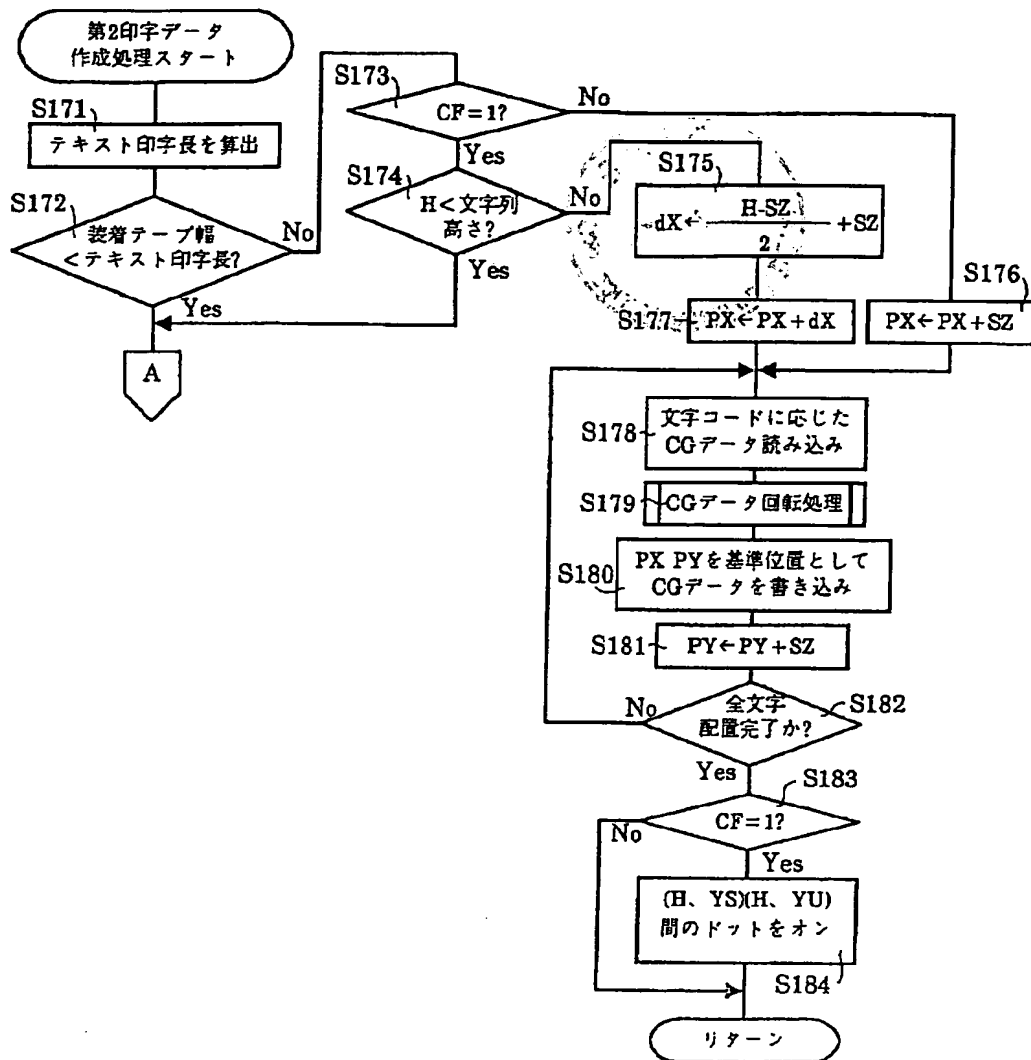 第2印字データ
作成処理スタート
S171
テキスト印字長を算出
S172
装着テープ幅
<テキスト印字長?
No
Yes
A
S173
CF=1?
No
Yes
S174
H<文字列
高さ?
No
Yes
S175
dX←H-SZ/2+SZ
S176
PX←PX+SZ
S177
PX←PX+dX
S178
文字コードに応じた
CGデータ読み込み
S179
CGデータ回転処理
S180
PX PYを基準位置として
CGデータを書き込み
S181
PY←PY+SZ
S182
全文字
配置完了か?
No
Yes
S183
CF=1?
No
Yes
(H、YS)(H、YU)
間のドットをオン
S184
リターン